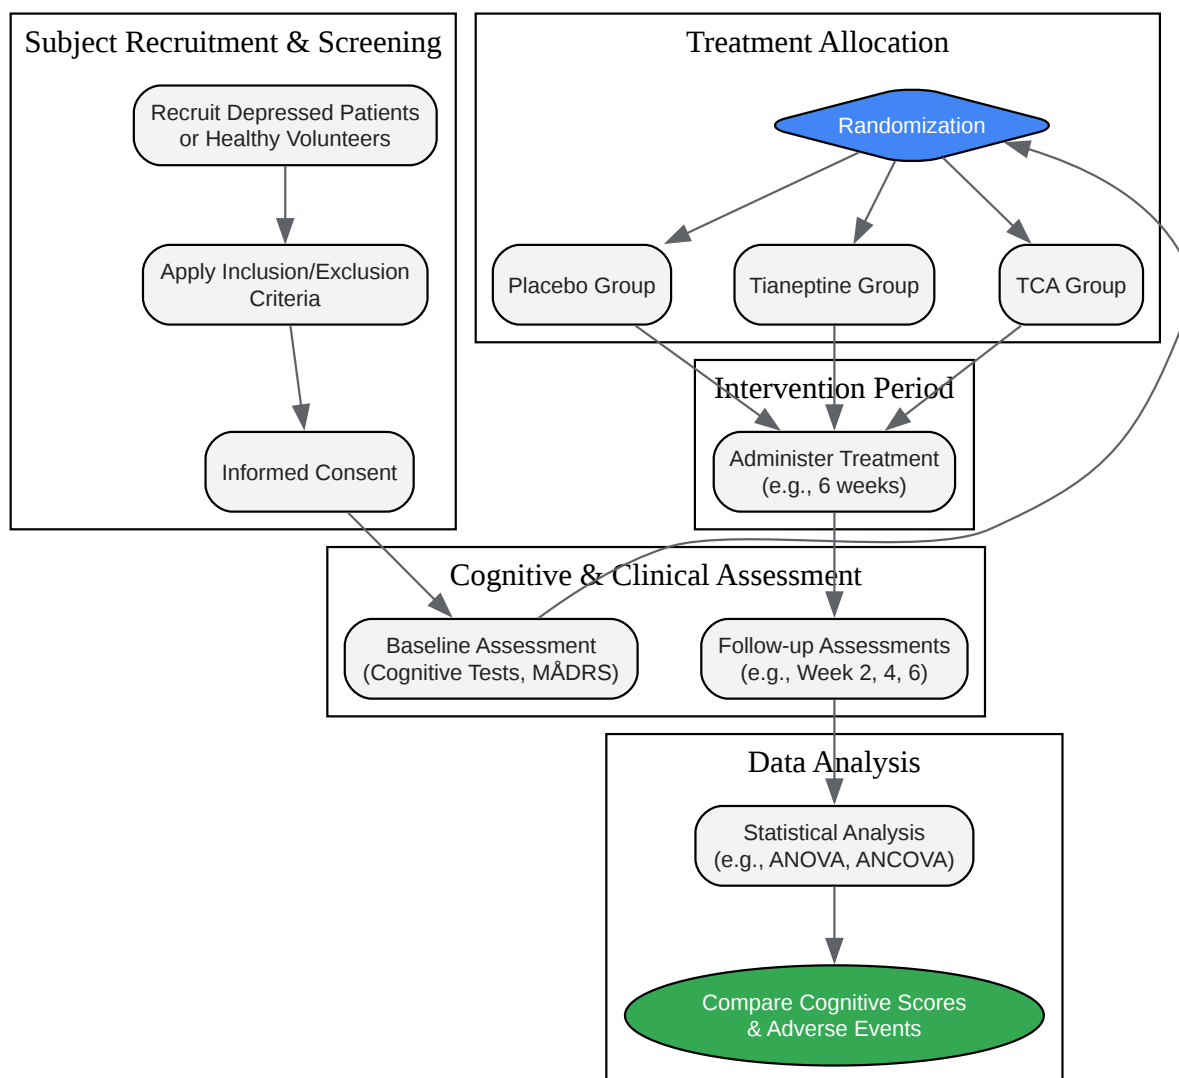 Subject Recruitment & Screening
Recruit Depressed Patients
or Healthy Volunteers
Apply Inclusion/Exclusion
Criteria
Informed Consent
Treatment Allocation
Randomization
Placebo Group
Tianeptine Group
TCA Group
Intervention Period
Administer Treatment
(e.g., 6 weeks)
Cognitive & Clinical Assessment
Baseline Assessment
(Cognitive Tests, MÅDRS)
Follow-up Assessments
(e.g., Week 2, 4, 6)
Data Analysis
Statistical Analysis
(e.g., ANOVA, ANCOVA)
Compare Cognitive Scores
& Adverse Events